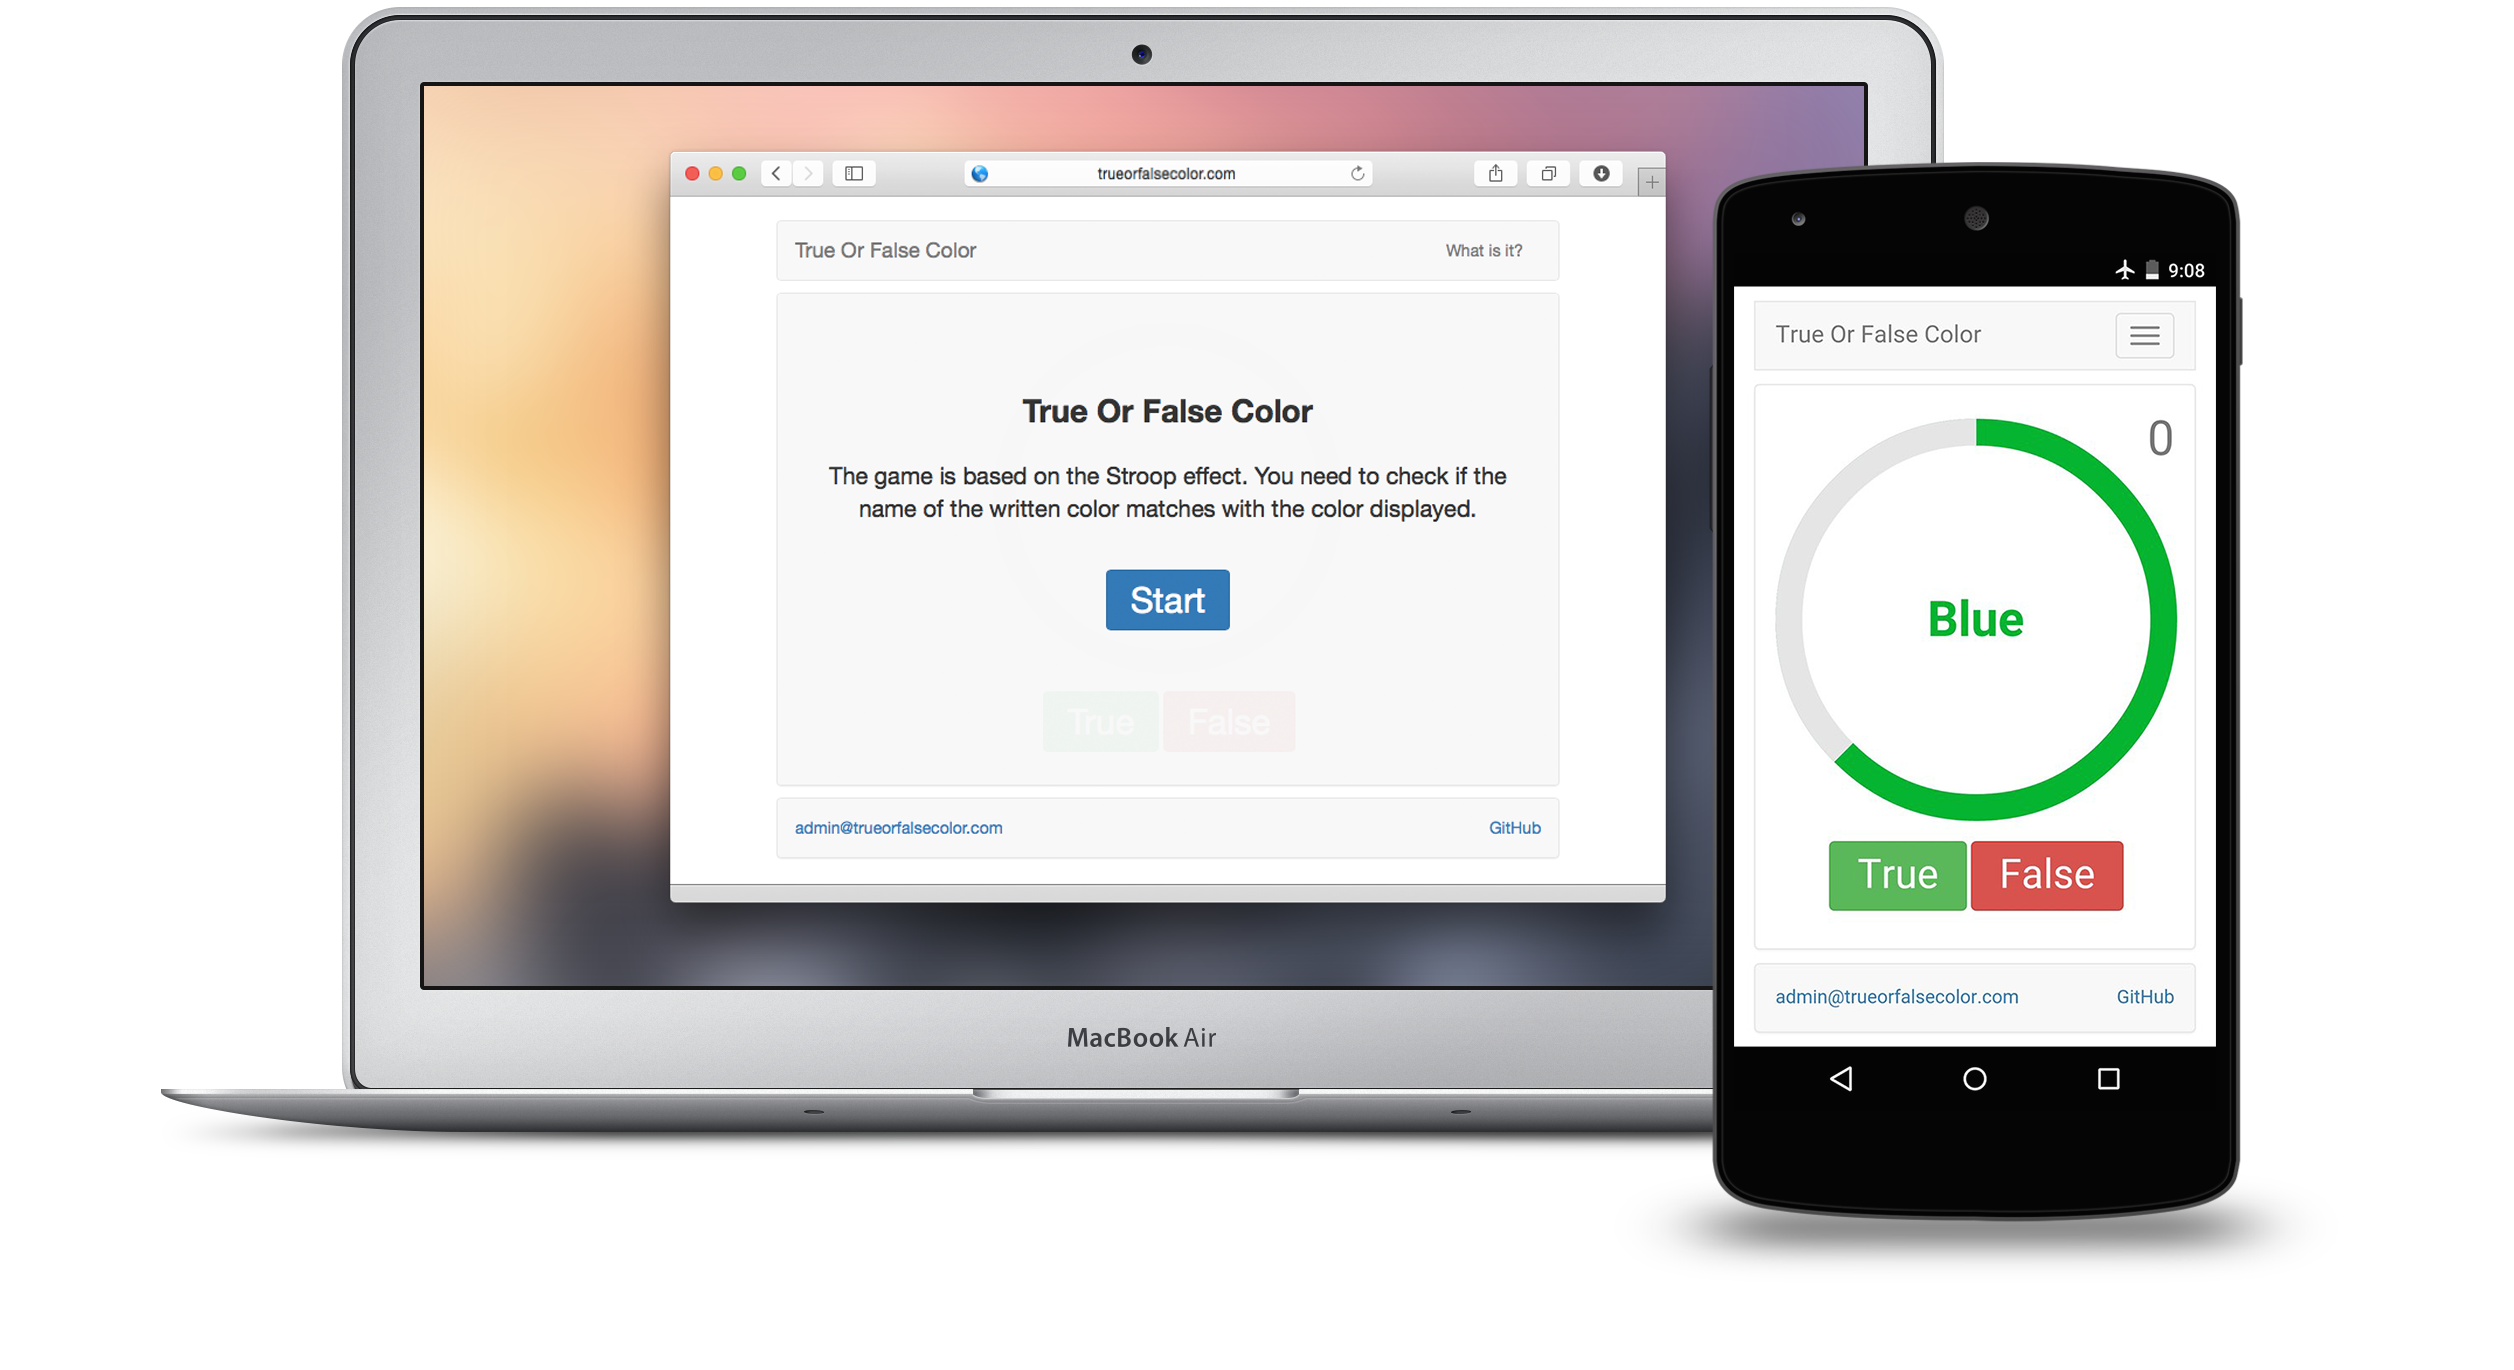 trueorfalsecolor.com
True Or False Color
What is it?
True Or False Color
The game is based on the Stroop effect. You need to check if the
name of the written color matches with the color displayed.
Start
True False
admin@trueorfalsecolor.com
GitHub
MacBook Air
9:08
True Or False Color
0
Blue
True False
admin@trueorfalsecolor.com
GitHub